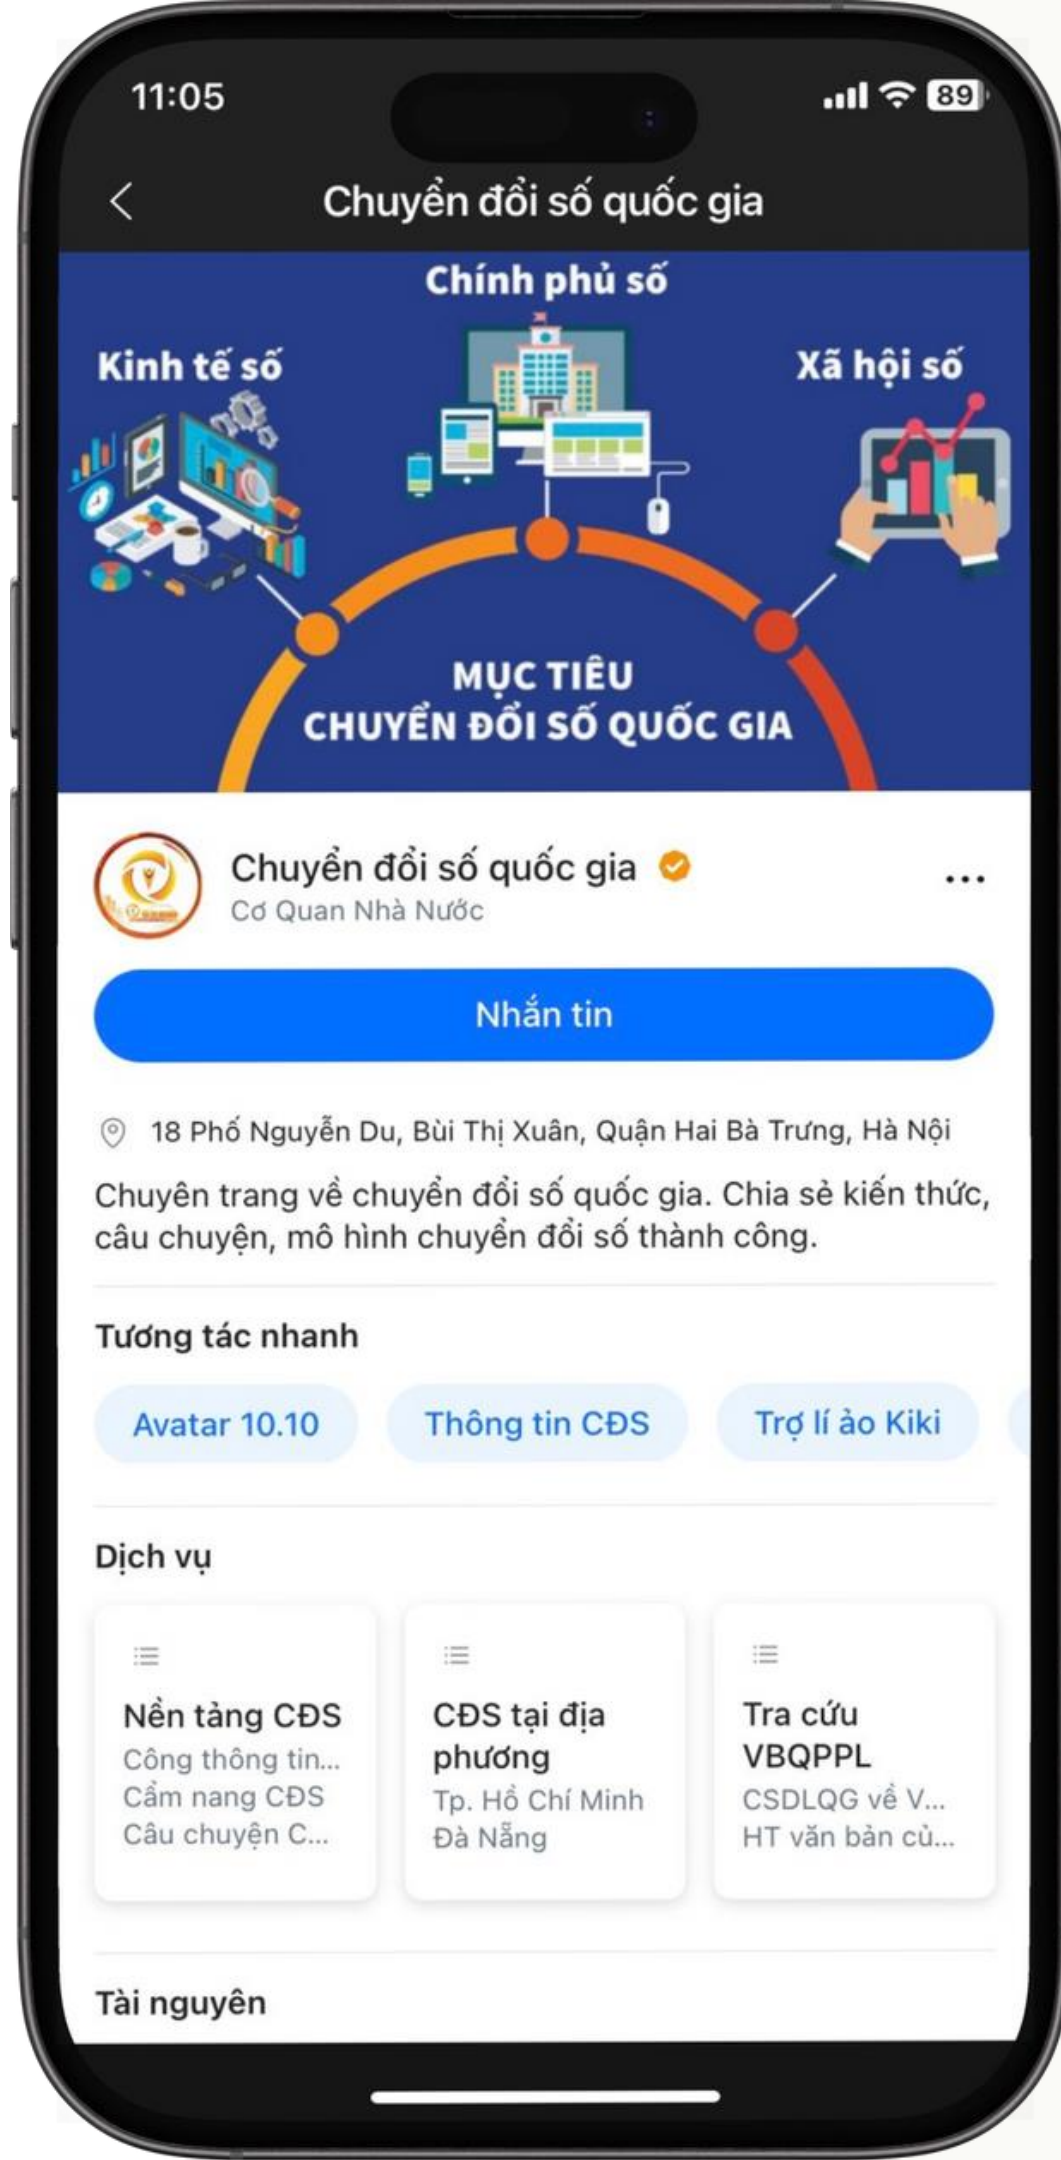 11:05
89
Chuyển đổi số quốc gia
Chính phủ số
Kinh tế số
Xã hội số
MỤC TIÊU
CHUYỂN ĐỔI SỐ QUỐC GIA
Chuyển đổi số quốc gia
Cơ Quan Nhà Nước
Nhắn tin
18 Phố Nguyễn Du, Bùi Thị Xuân, Quận Hai Bà Trưng, Hà Nội
Chuyên trang về chuyển đổi số quốc gia. Chia sẻ kiến thức,
câu chuyện, mô hình chuyển đổi số thành công.
Tương tác nhanh
Avatar 10.10
Thông tin CĐS
Trợ lí ảo Kiki
Dịch vụ
Nền tảng CĐS
Công thông tin...
Cẩm nang CĐS
Câu chuyện C...
CĐS tại địa
phương
Tp. Hồ Chí Minh
Đà Nẵng
Tra cứu
VBQPPL
CSDLQG về V...
HT văn bản củ...
Tài nguyên